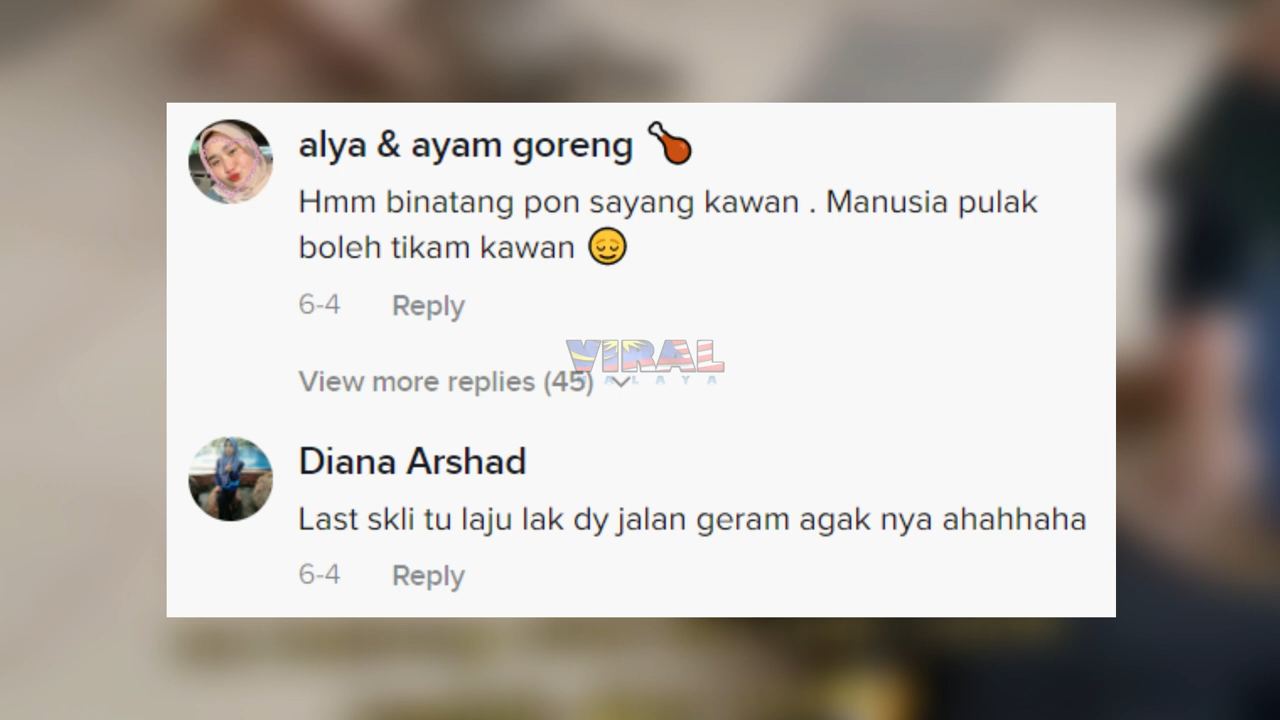 alya & ayam goreng 🍗
Hmm binatang pon sayang kawan . Manusia pulak
boleh tikam kawan 😌
6-4 Reply
VIRAL
MALAYA
View more replies (45)
Diana Arshad
Last skli tu laju lak dy jalan geram agak nya ahahhaha
6-4 Reply